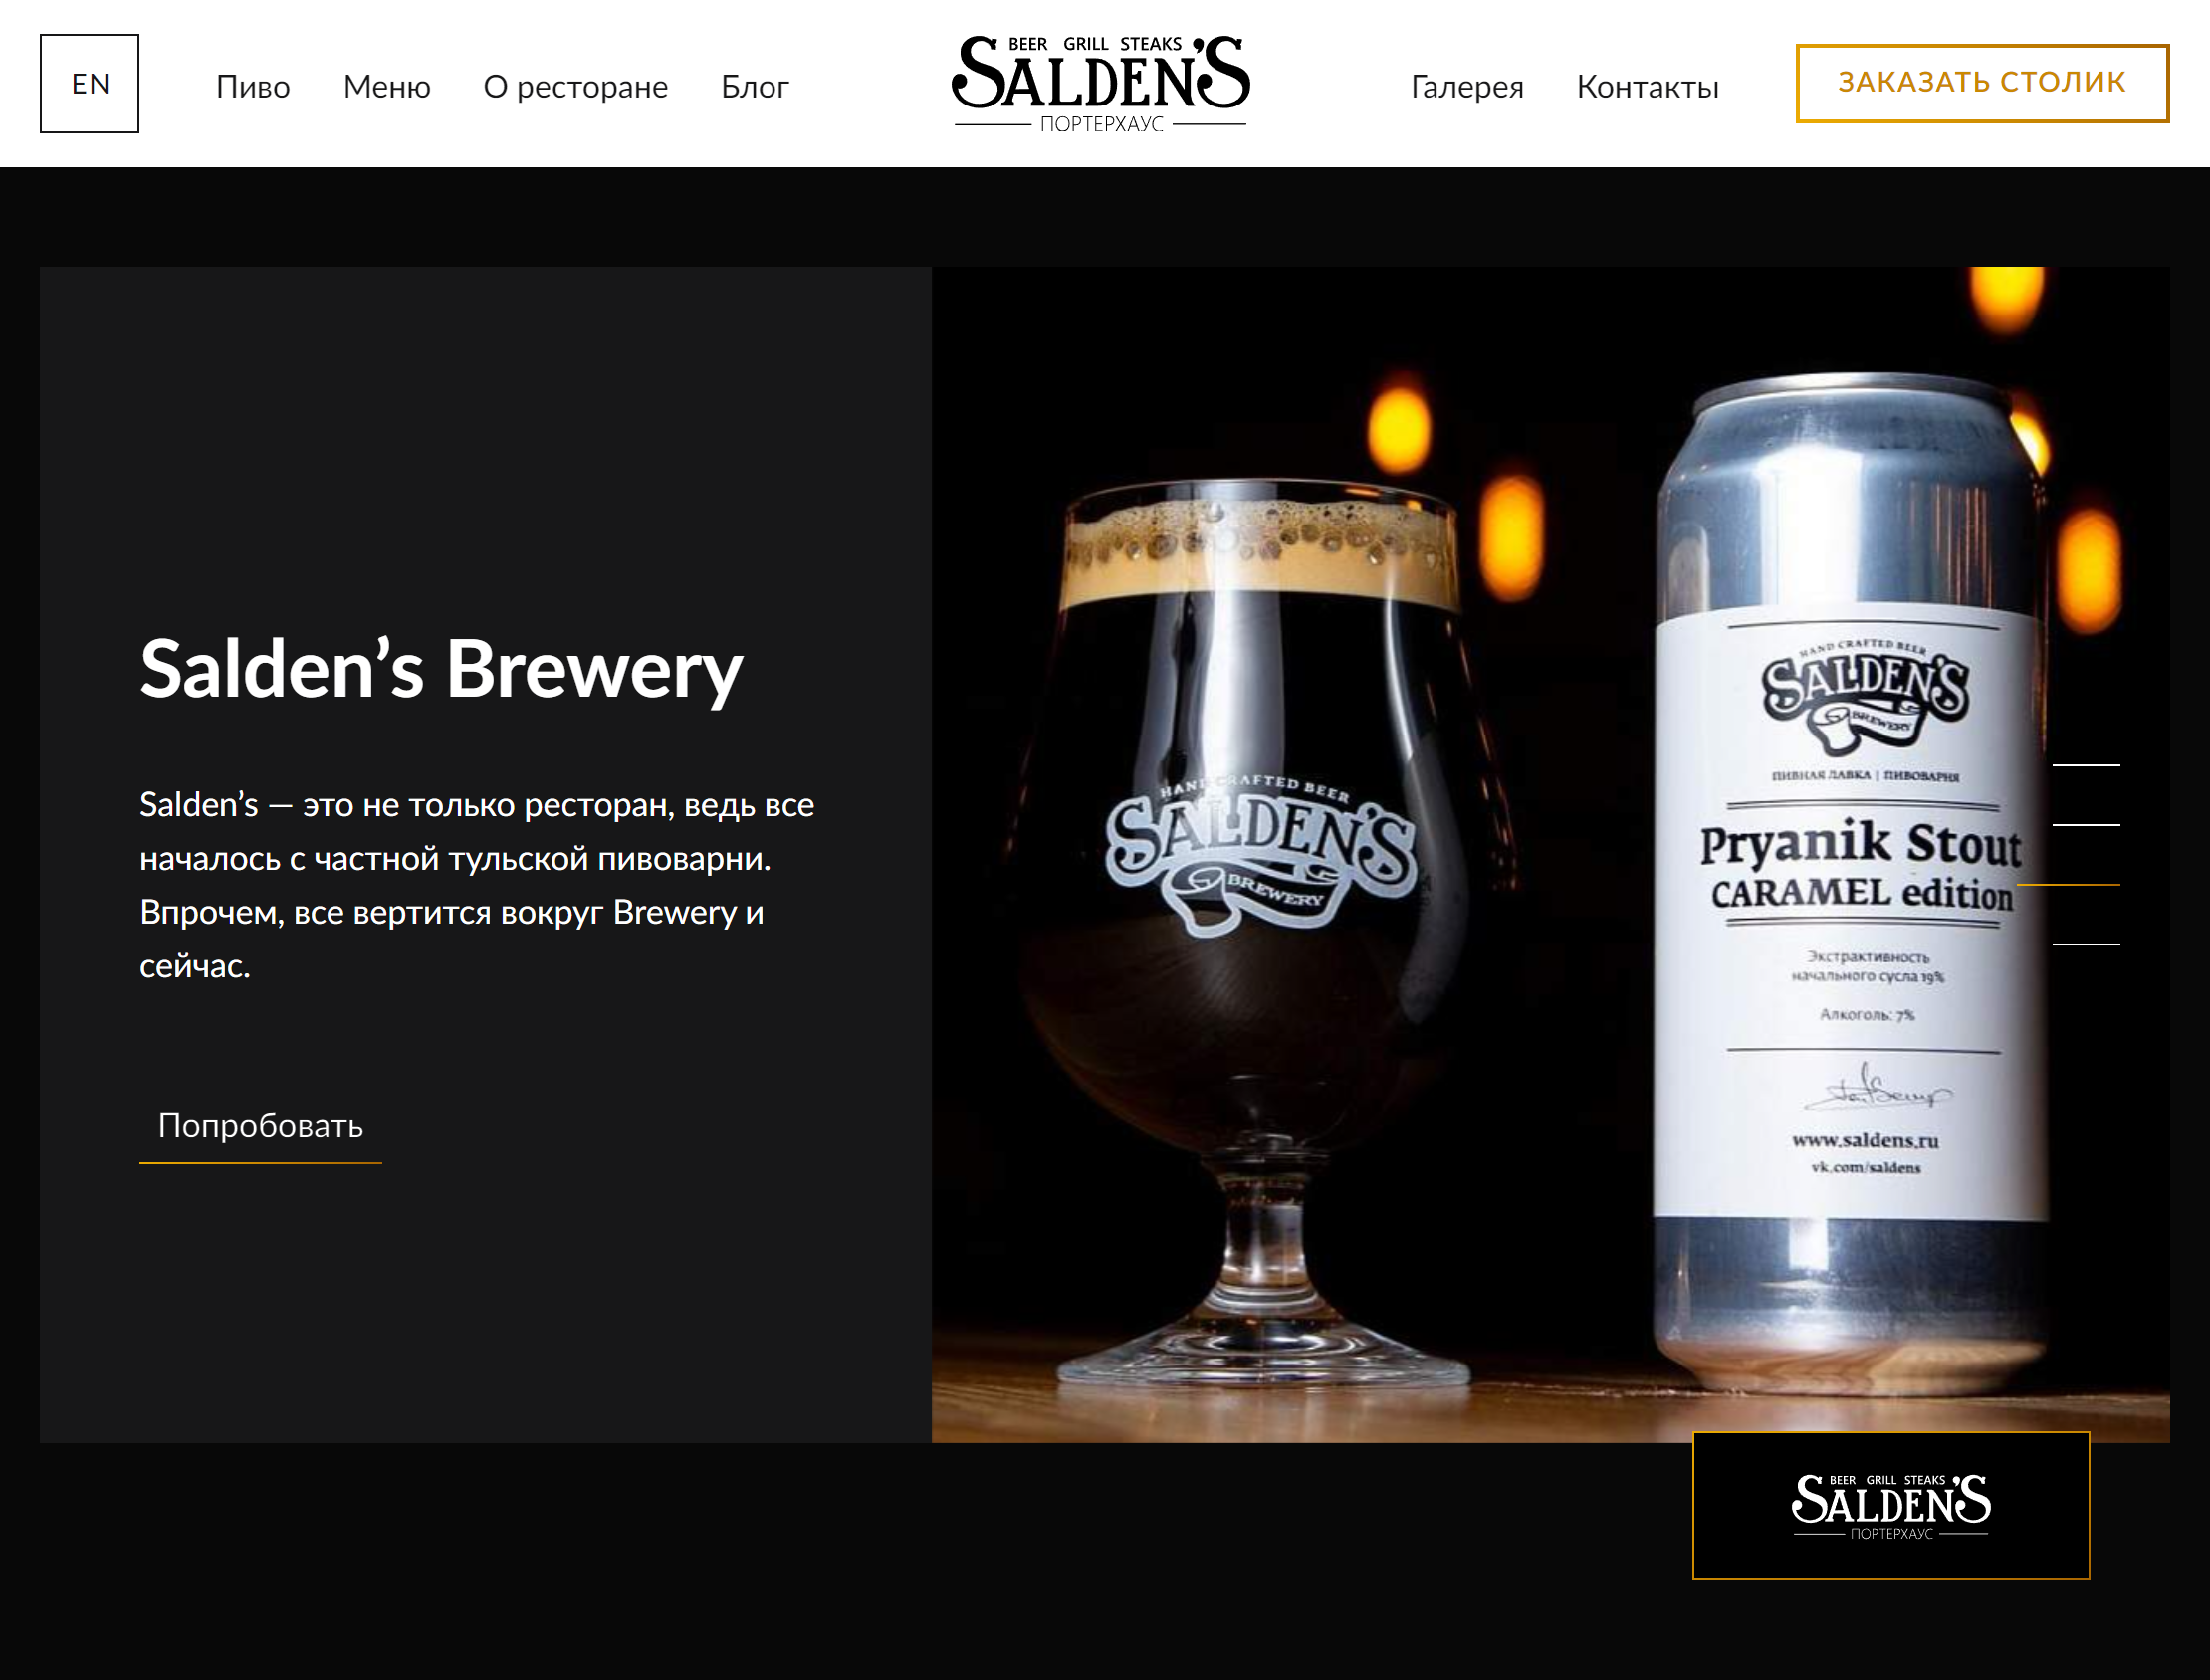 EN
Пиво
Меню
О ресторане
Блог
BEER GRILL STEAKS
SALDEN'S
ПОРТЕРХАУС
Галерея
Контакты
ЗАКАЗАТЬ СТОЛИК
Salden’s Brewery
Salden’s — это не только ресторан, ведь все
началось с частной тульской пивоварни.
Впрочем, все вертится вокруг Brewery и
сейчас.
Попробовать
HAND CRAFTED BEER
SALDEN'S
BREWERY
HAND CRAFTED BEER
SALDEN'S
BREWERY
ПИВНАЯ ЛАВКА | ПИВОВАРНЯ
Pryanik Stout
CARAMEL edition
Экстрактивность
начального сусла 19%
Алкоголь: 7%
www.saldens.ru
vk.com/saldens
BEER GRILL STEAKS
SALDEN'S
ПОРТЕРХАУС